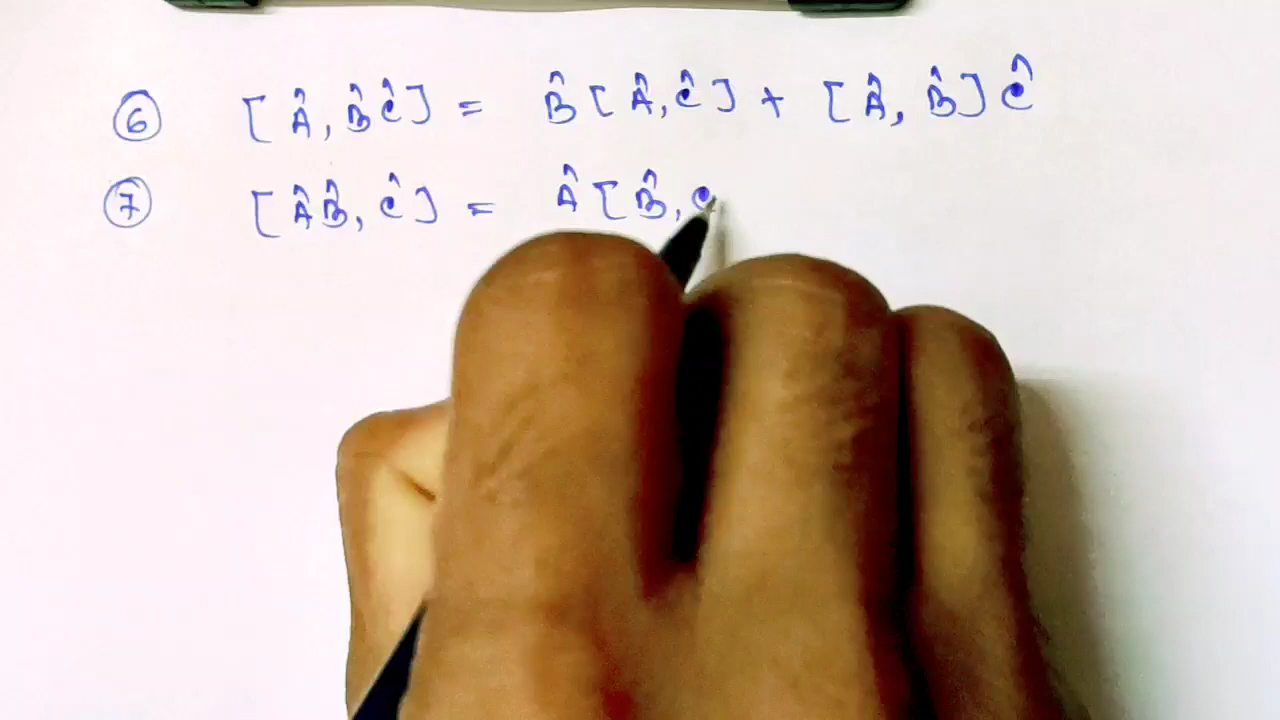 ⑥ [Â, B̂Ĉ] = B̂[Â,Ĉ] + [Â, B̂]Ĉ
⑦ [ÂB̂, Ĉ] = Â[B̂, C